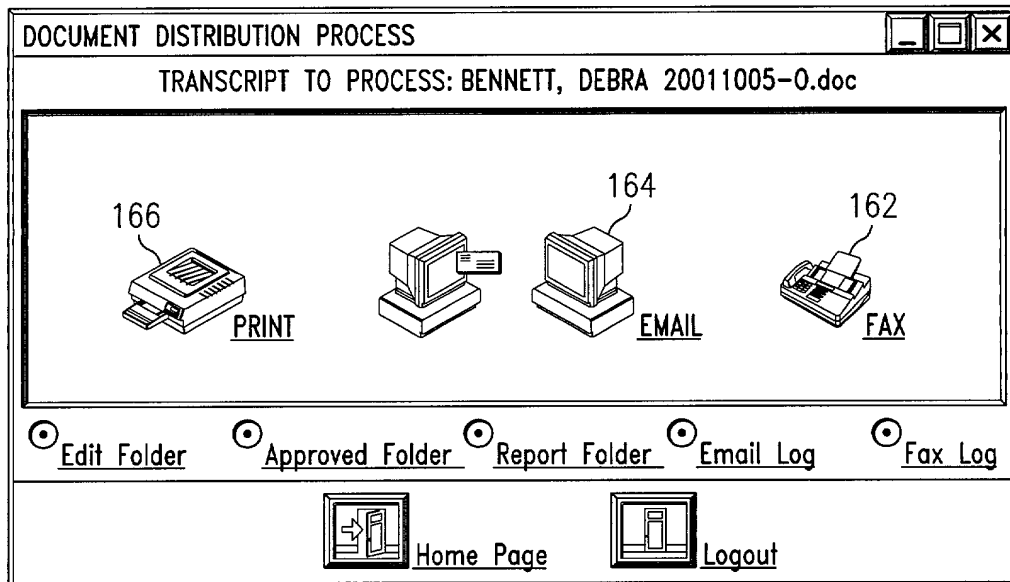 DOCUMENT DISTRIBUTION PROCESS
TRANSCRIPT TO PROCESS: BENNETT, DEBRA 20011005-0.doc
166
164
162
PRINT
EMAIL
FAX
Edit Folder Approved Folder Report Folder Email Log Fax Log
Home Page Logout